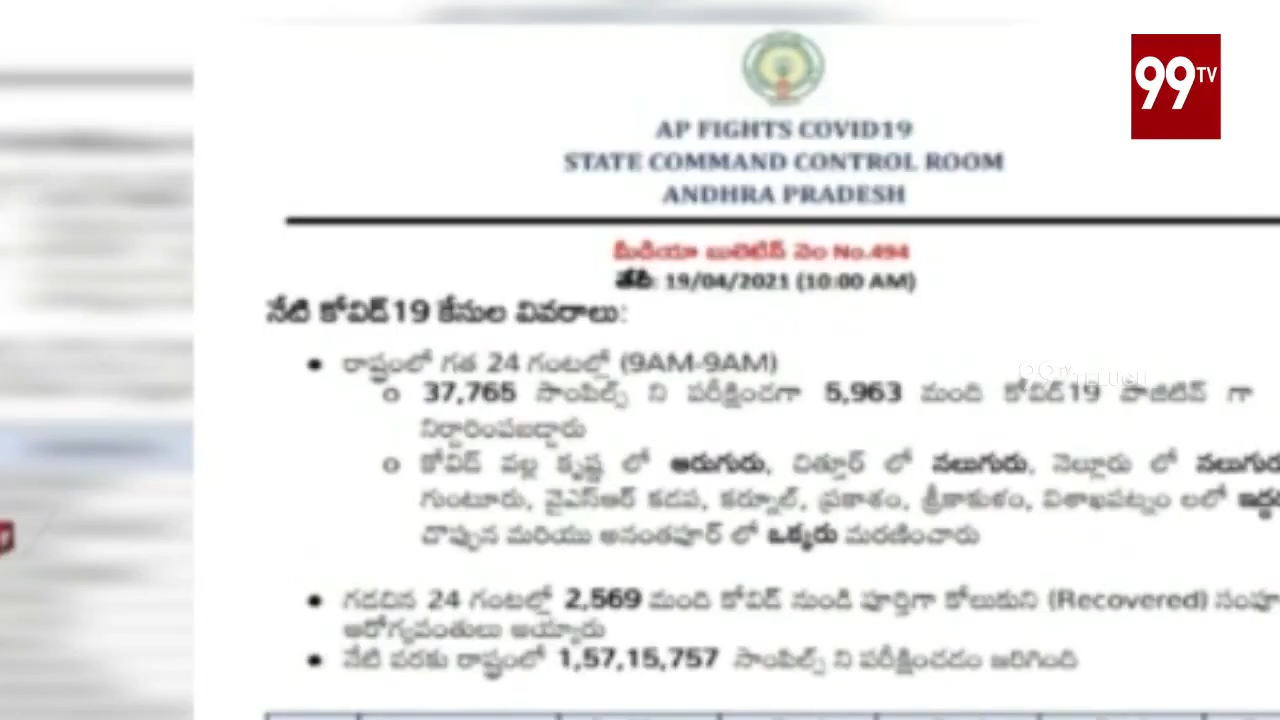 99 TV
AP FIGHTS COVID19
STATE COMMAND CONTROL ROOM
ANDHRA PRADESH
మీడియా బులెటిన్ నెం No.494
తేదీ: 19/04/2021 (10:00 AM)
నేటి కోవిడ్19 కేసుల వివరాలు:
• రాష్ట్రంలో గత 24 గంటల్లో (9AM-9AM)
o 37,765 సాంపిల్స్ ని పరీక్షించగా 5,963 మంది కోవిడ్19 పాజిటివ్ గా
నిర్దారింపబడ్డారు
o కోవిడ్ వల్ల కృష్ణ లో ఆరుగురు, చిత్తూర్ లో నలుగురు, నెల్లూరు లో నలుగురు
గుంటూరు, వైఎస్ఆర్ కడప, కర్నూల్, ప్రకాశం, శ్రీకాకుళం, విశాఖపట్నం లలో
చొప్పున మరియు అనంతపూర్ లో ఒక్కరు మరణించారు
• గడచిన 24 గంటల్లో 2,569 మంది కోవిడ్ నుండి పూర్తిగా కోలుకుని (Recovered)
ఆరోగ్యవంతులు అయ్యారు
• నేటి వరకు రాష్ట్రంలో 1,57,15,757 సాంపిల్స్ ని పరీక్షించడం జరిగింది